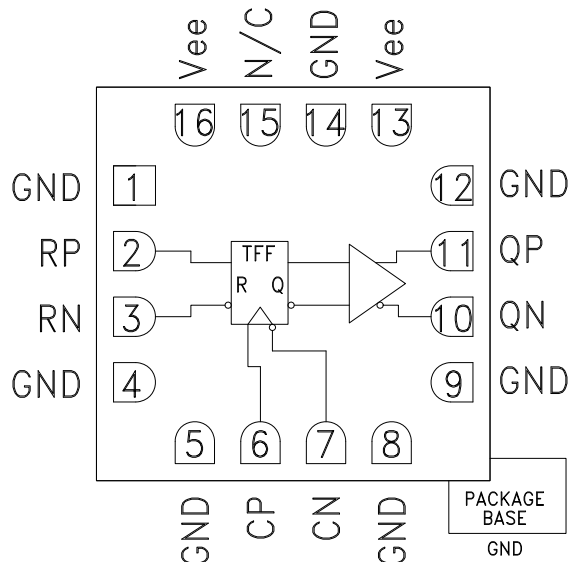 Vee N/C GND Vee
16 15 14 13
GND 1 12 GND
RP 2 TFF 11 QP
R Q
RN 3 10 QN
GND 4 9 GND
5 6 7 8
GND CP CN GND
PACKAGE
BASE
GND